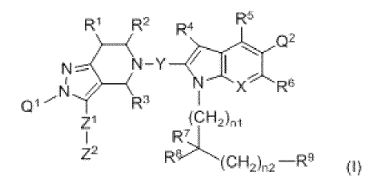 R¹ R² R⁴ R⁵ Q²
N N Y N X R⁶
Q¹ N R³
Z¹ (CH₂)n1
Z² R⁷
R⁸ (CH₂)n2—R⁹ (I)